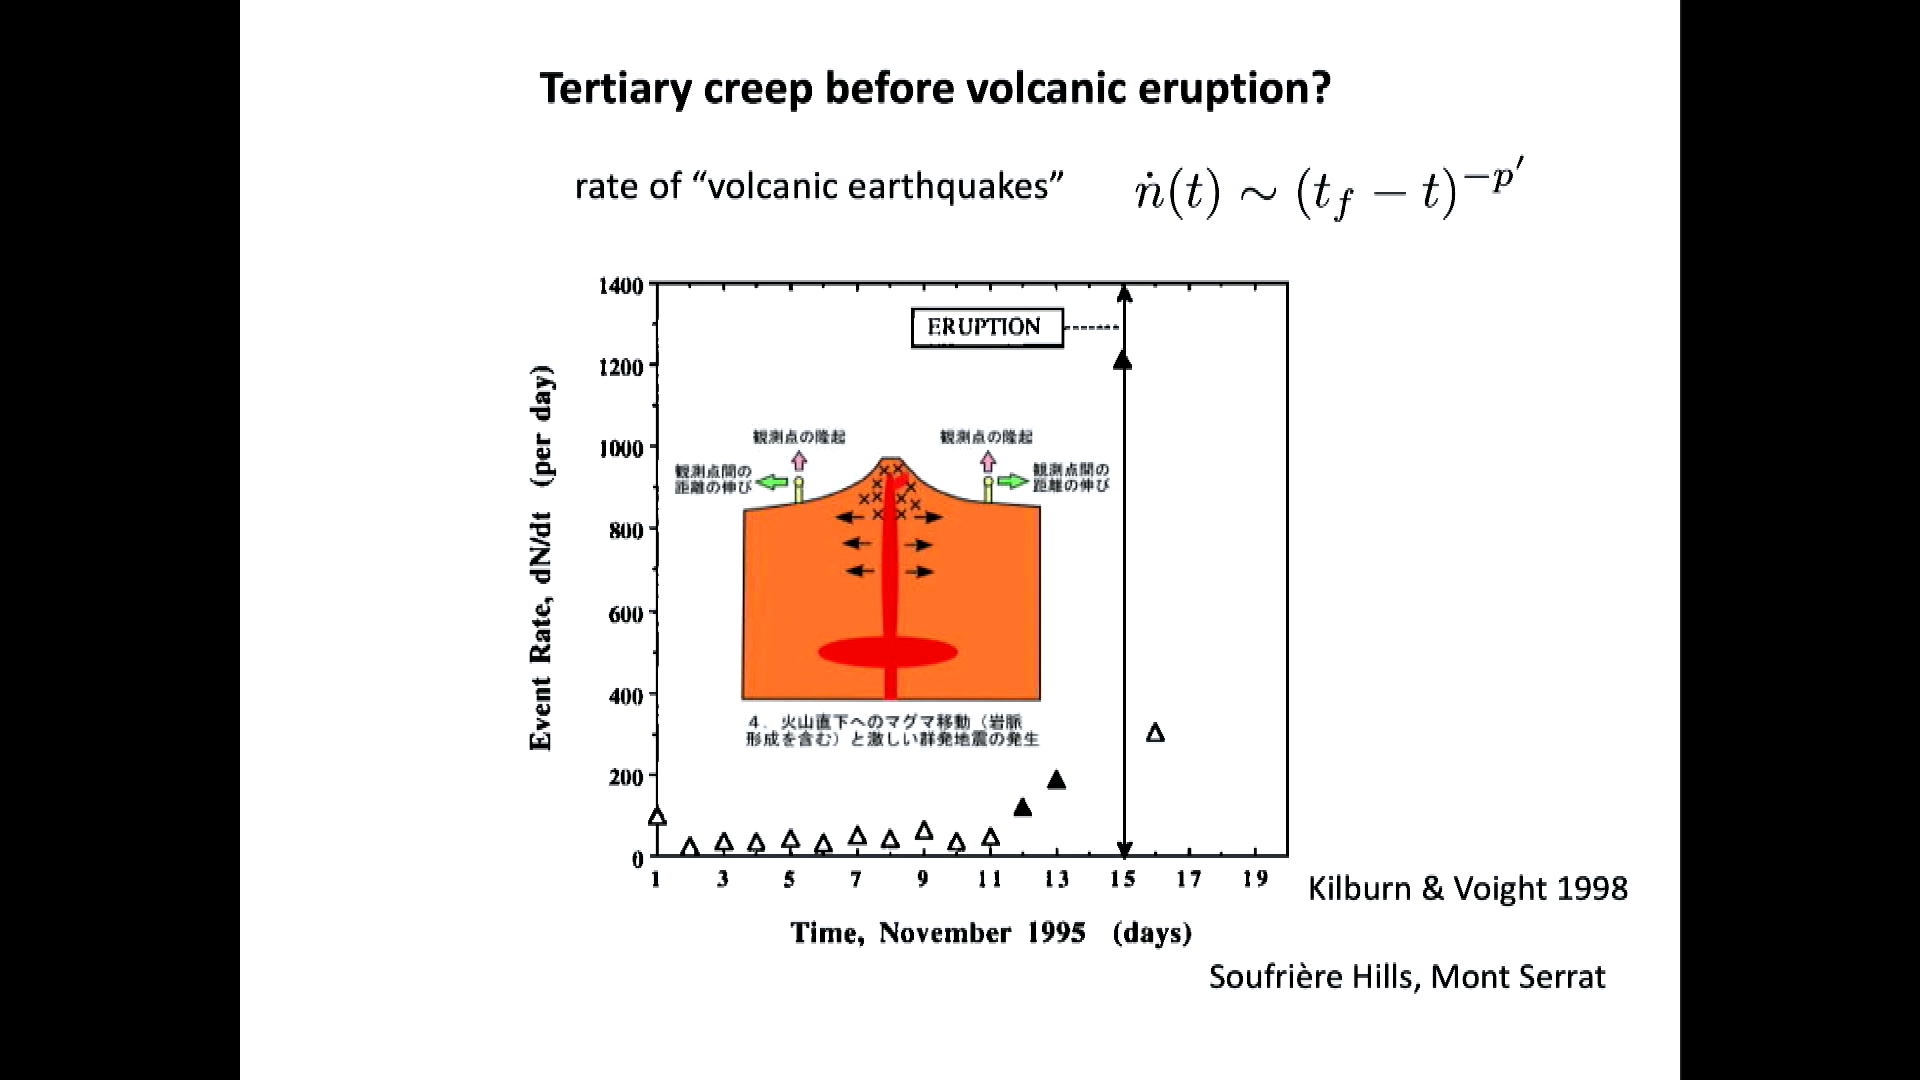 Tertiary creep before volcanic eruption?
rate of “volcanic earthquakes”
ṅ(t) ∼ (t_f − t)^{−p′}
Event Rate, dN/dt (per day)
1400
1200
1000
800
600
400
200
0
ERUPTION
観測点の隆起
観測点の隆起
観測点間の
距離の伸び
観測点間の
距離の伸び
４．火山直下へのマグマ移動（岩脈
形成を含む）と激しい群発地震の発生
1 3 5 7 9 11 13 15 17 19
Time, November 1995 (days)
Kilburn & Voight 1998
Soufrière Hills, Mont Serrat